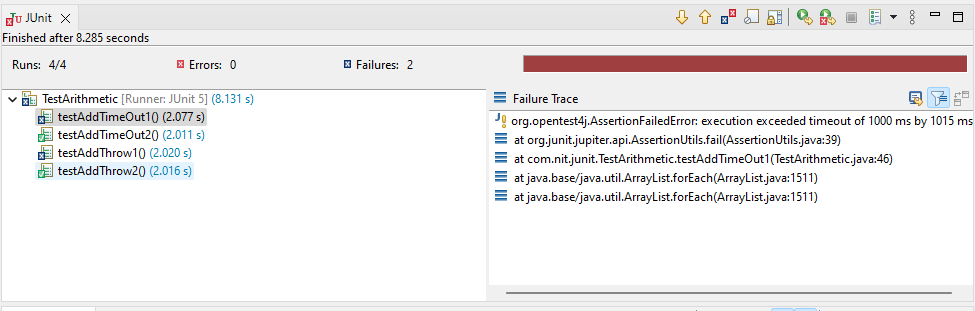 JUnit
Finished after 8.285 seconds
Runs: 4/4 Errors: 0 Failures: 2
TestArithmetic [Runner: JUnit 5] (8.131 s)
testAddTimeOut1() (2.077 s)
testAddTimeOut2() (2.011 s)
testAddThrow1() (2.020 s)
testAddThrow2() (2.016 s)
Failure Trace
org.opentest4j.AssertionFailedError: execution exceeded timeout of 1000 ms by 1015 ms
at org.junit.jupiter.api.AssertionUtils.fail(AssertionUtils.java:39)
at com.nit.junit.TestArithmetic.testAddTimeOut1(TestArithmetic.java:46)
at java.base/java.util.ArrayList.forEach(ArrayList.java:1511)
at java.base/java.util.ArrayList.forEach(ArrayList.java:1511)